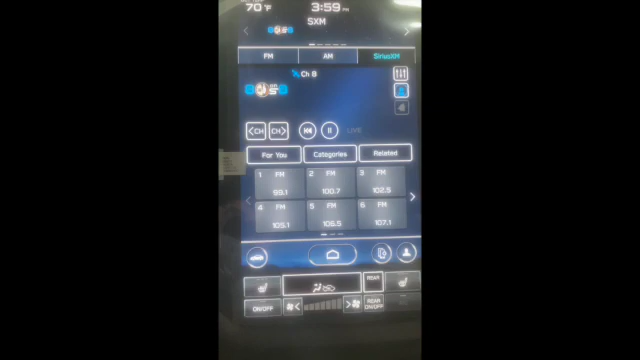 70°F
3:59 PM
SXM
FM AM SiriusXM
Ch 8
<CH CH> LIVE
For You Categories Related
1 FM 2 FM 3 FM
99.1 100.7 102.5
4 FM 5 FM 6 FM
105.1 106.5 107.1
REAR
ON/OFF REAR
ON/OFF